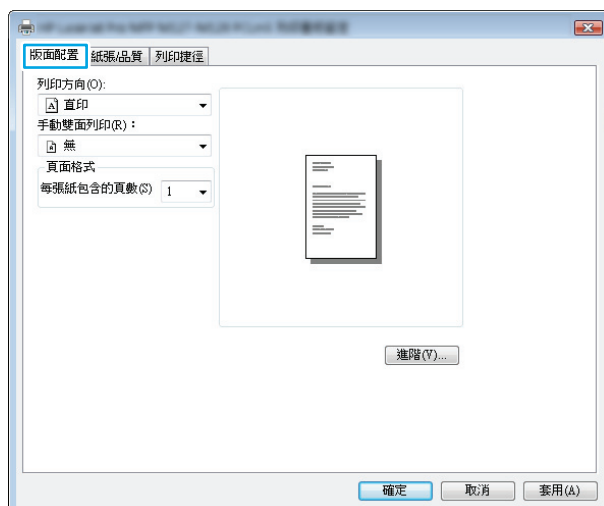 版面配置 紙張/品質 列印捷徑
列印方向(O):
A 直印
手動雙面列印(R)：
無
頁面格式
每張紙包含的頁數(S) 1
進階(V)...
確定 取消 套用(A)